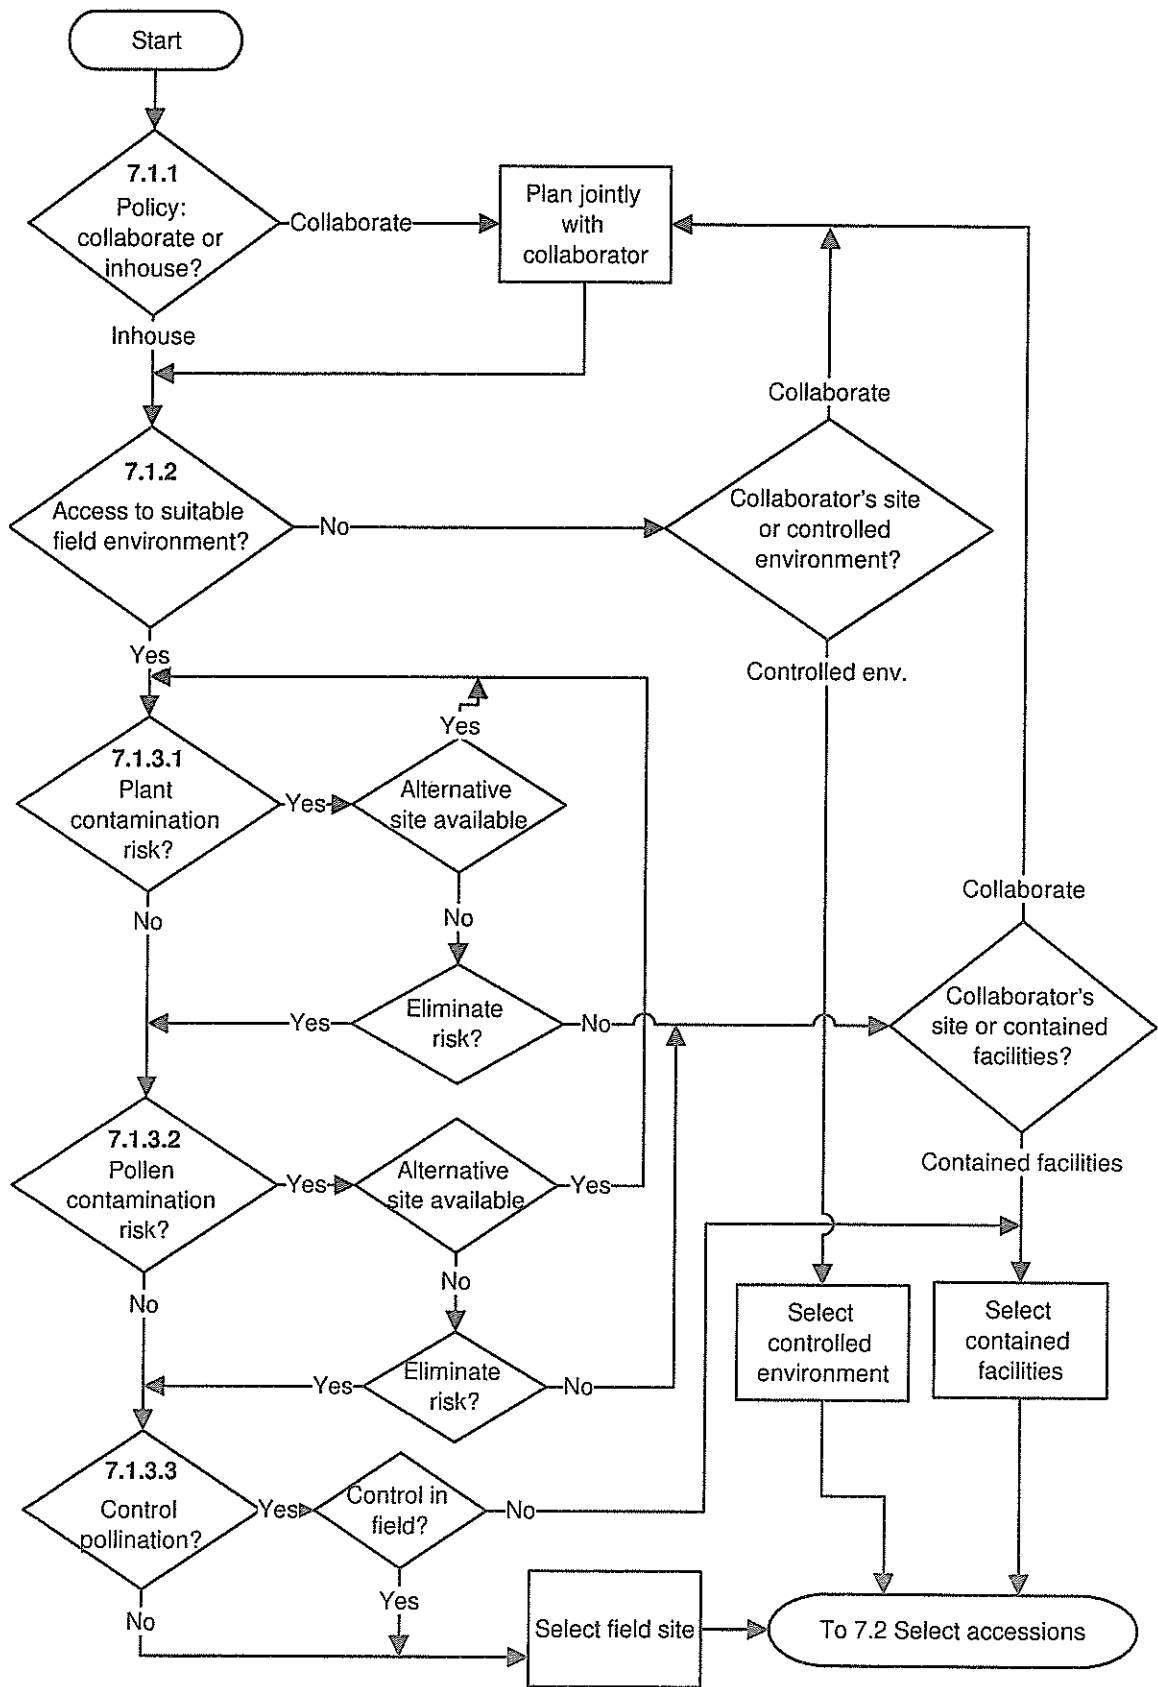 Start
7.1.1
Policy:
collaborate or
inhouse?
Collaborate
Plan jointly
with
collaborator
Inhouse
Collaborate
7.1.2
Access to suitable
field environment?
No
Collaborator's site
or controlled
environment?
Yes
Controlled env.
7.1.3.1
Plant
contamination
risk?
Yes
Yes
Alternative
site available
No
No
Collaborate
Eliminate
risk?
Yes
No
Collaborator's
site or contained
facilities?
7.1.3.2
Pollen
contamination
risk?
Yes
Alternative
site available
Yes
Contained facilities
No
No
Select
controlled
environment
Select
contained
facilities
Eliminate
risk?
Yes
No
7.1.3.3
Control
pollination?
Yes
Control in
field?
No
Yes
No
Select field site
To 7.2 Select accessions